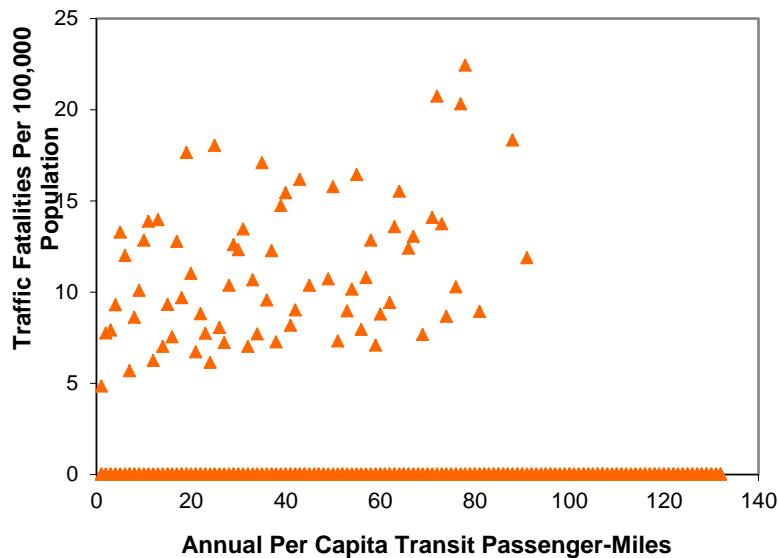 Traffic Fatalities Per 100,000
Population
25
20
15
10
5
0
0 20 40 60 80 100 120 140
Annual Per Capita Transit Passenger-Miles